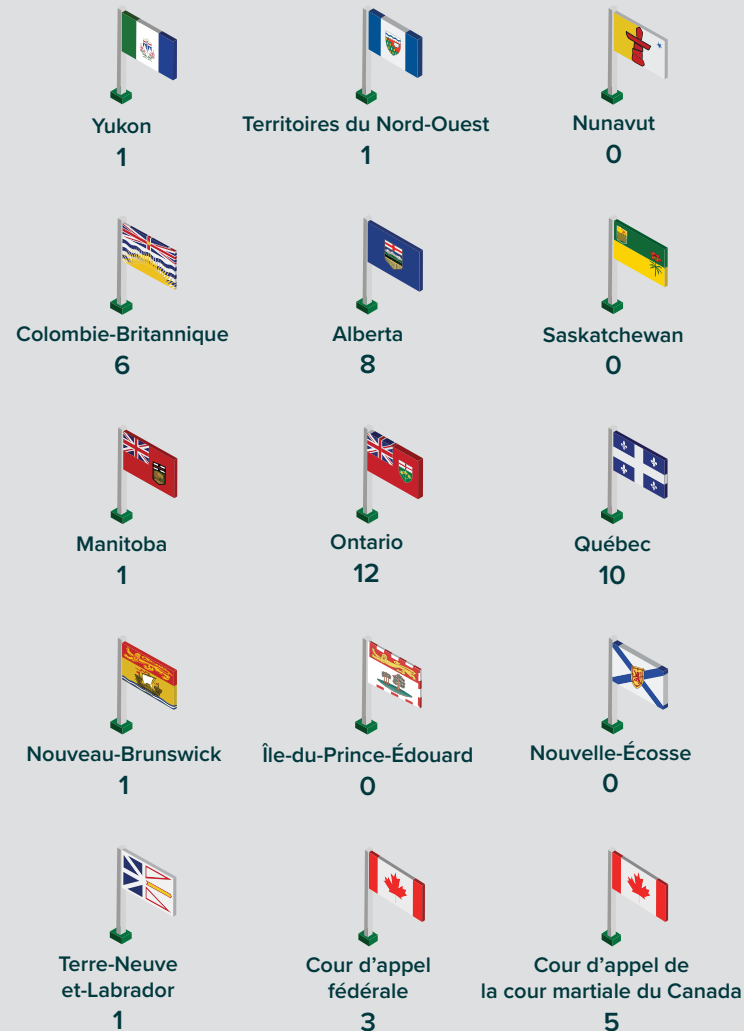 Yukon
1
Territoires du Nord-Ouest
1
Nunavut
0
Colombie-Britannique
6
Alberta
8
Saskatchewan
0
Manitoba
1
Ontario
12
Québec
10
Nouveau-Brunswick
1
Île-du-Prince-Édouard
0
Nouvelle-Écosse
0
Terre-Neuve
et-Labrador
1
Cour d'appel
fédérale
3
Cour d'appel de
la cour martiale du Canada
5